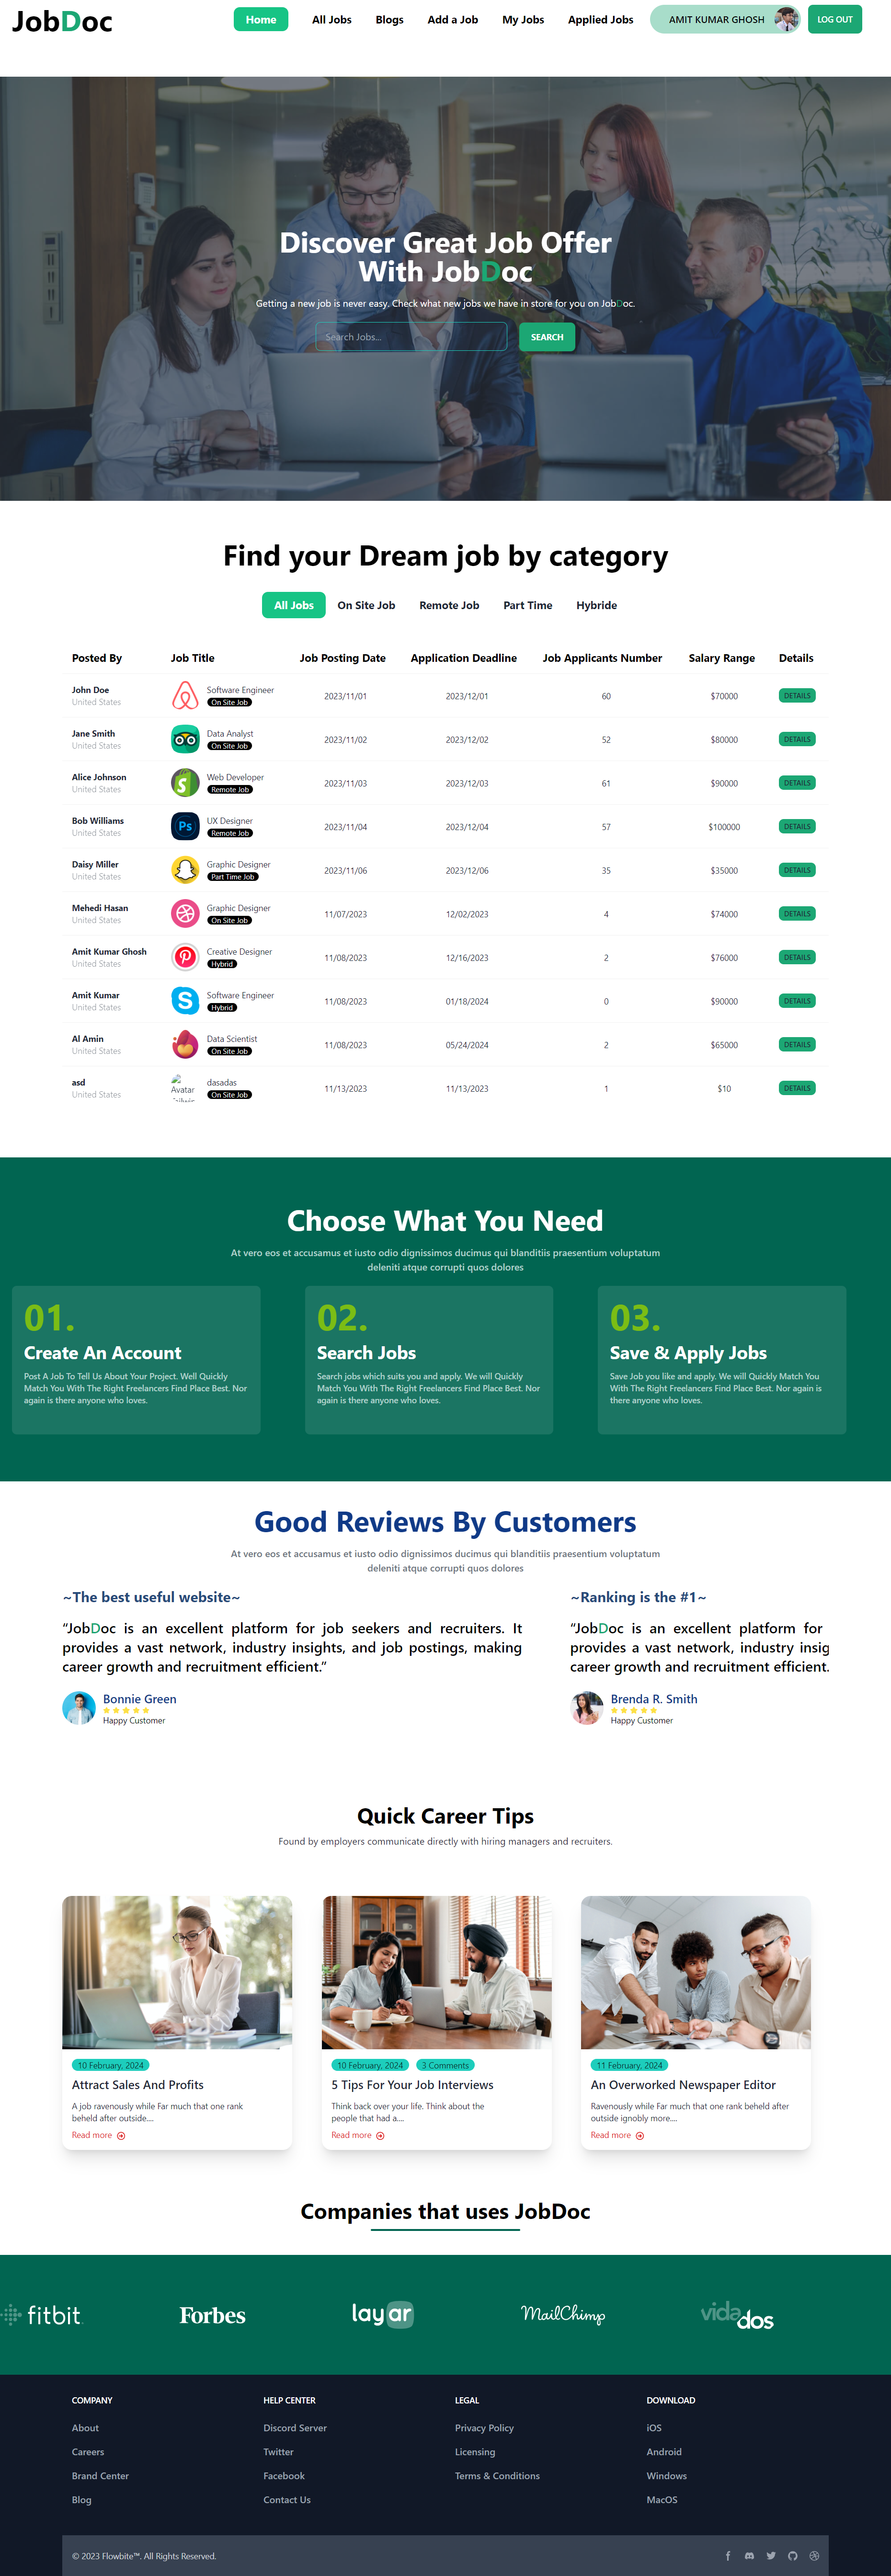 JobDoc
Home All Jobs Blogs Add a Job My Jobs Applied Jobs AMIT KUMAR GHOSH LOG OUT
Discover Great Job Offer
With JobDoc
Getting a new job is never easy. Check what new jobs we have in store for you on JobDoc.
Search Jobs... SEARCH
Find your Dream job by category
All Jobs On Site Job Remote Job Part Time Hybride
Posted By Job Title Job Posting Date Application Deadline Job Applicants Number Salary Range Details
John Doe Software Engineer
United States On Site Job 2023/11/01 2023/12/01 60 $70000 DETAILS
Jane Smith Data Analyst
United States On Site Job 2023/11/02 2023/12/02 52 $80000 DETAILS
Alice Johnson Web Developer
United States Remote Job 2023/11/03 2023/12/03 61 $90000 DETAILS
Bob Williams Ps UX Designer
United States Remote Job 2023/11/04 2023/12/04 57 $100000 DETAILS
Daisy Miller Graphic Designer
United States Part Time Job 2023/11/06 2023/12/06 35 $35000 DETAILS
Mehedi Hasan Graphic Designer
United States On Site Job 11/07/2023 12/02/2023 4 $74000 DETAILS
Amit Kumar Ghosh Creative Designer
United States Hybrid 11/08/2023 12/16/2023 2 $76000 DETAILS
Amit Kumar Software Engineer
United States Hybrid 11/08/2023 01/18/2024 0 $90000 DETAILS
Al Amin Data Scientist
United States On Site Job 11/08/2023 05/24/2024 2 $65000 DETAILS
asd Avatar dasadas
United States On Site Job 11/13/2023 11/13/2023 1 $10 DETAILS
Choose What You Need
At vero eos et accusamus et iusto odio dignissimos ducimus qui blanditiis praesentium voluptatum
deleniti atque corrupti quos dolores
01.
Create An Account
Post A Job To Tell Us About Your Project. Well Quickly
Match You With The Right Freelancers Find Place Best. Nor
again is there anyone who loves.
02.
Search Jobs
Search jobs which suits you and apply. We will Quickly
Match You With The Right Freelancers Find Place Best. Nor
again is there anyone who loves.
03.
Save & Apply Jobs
Save Job you like and apply. We will Quickly Match You
With The Right Freelancers Find Place Best. Nor again is
there anyone who loves.
Good Reviews By Customers
At vero eos et accusamus et iusto odio dignissimos ducimus qui blanditiis praesentium voluptatum
deleniti atque corrupti quos dolores
~The best useful website~
“JobDoc is an excellent platform for job seekers and recruiters. It
provides a vast network, industry insights, and job postings, making
career growth and recruitment efficient.”
Bonnie Green
Happy Customer
~Ranking is the #1~
“JobDoc is an excellent platform for
provides a vast network, industry insig
career growth and recruitment efficient.
Brenda R. Smith
Happy Customer
Quick Career Tips
Found by employers communicate directly with hiring managers and recruiters.
10 February, 2024
Attract Sales And Profits
A job ravenously while Far much that one rank
beheld after outside....
Read more
10 February, 2024 3 Comments
5 Tips For Your Job Interviews
Think back over your life. Think about the
people that had a....
Read more
11 February, 2024
An Overworked Newspaper Editor
Ravenously while Far much that one rank beheld after
outside ignobly more....
Read more
Companies that uses JobDoc
fitbit Forbes layar MailChimp vidados
COMPANY HELP CENTER LEGAL DOWNLOAD
About Discord Server Privacy Policy iOS
Careers Twitter Licensing Android
Brand Center Facebook Terms & Conditions Windows
Blog Contact Us MacOS
© 2023 Flowbite™. All Rights Reserved.